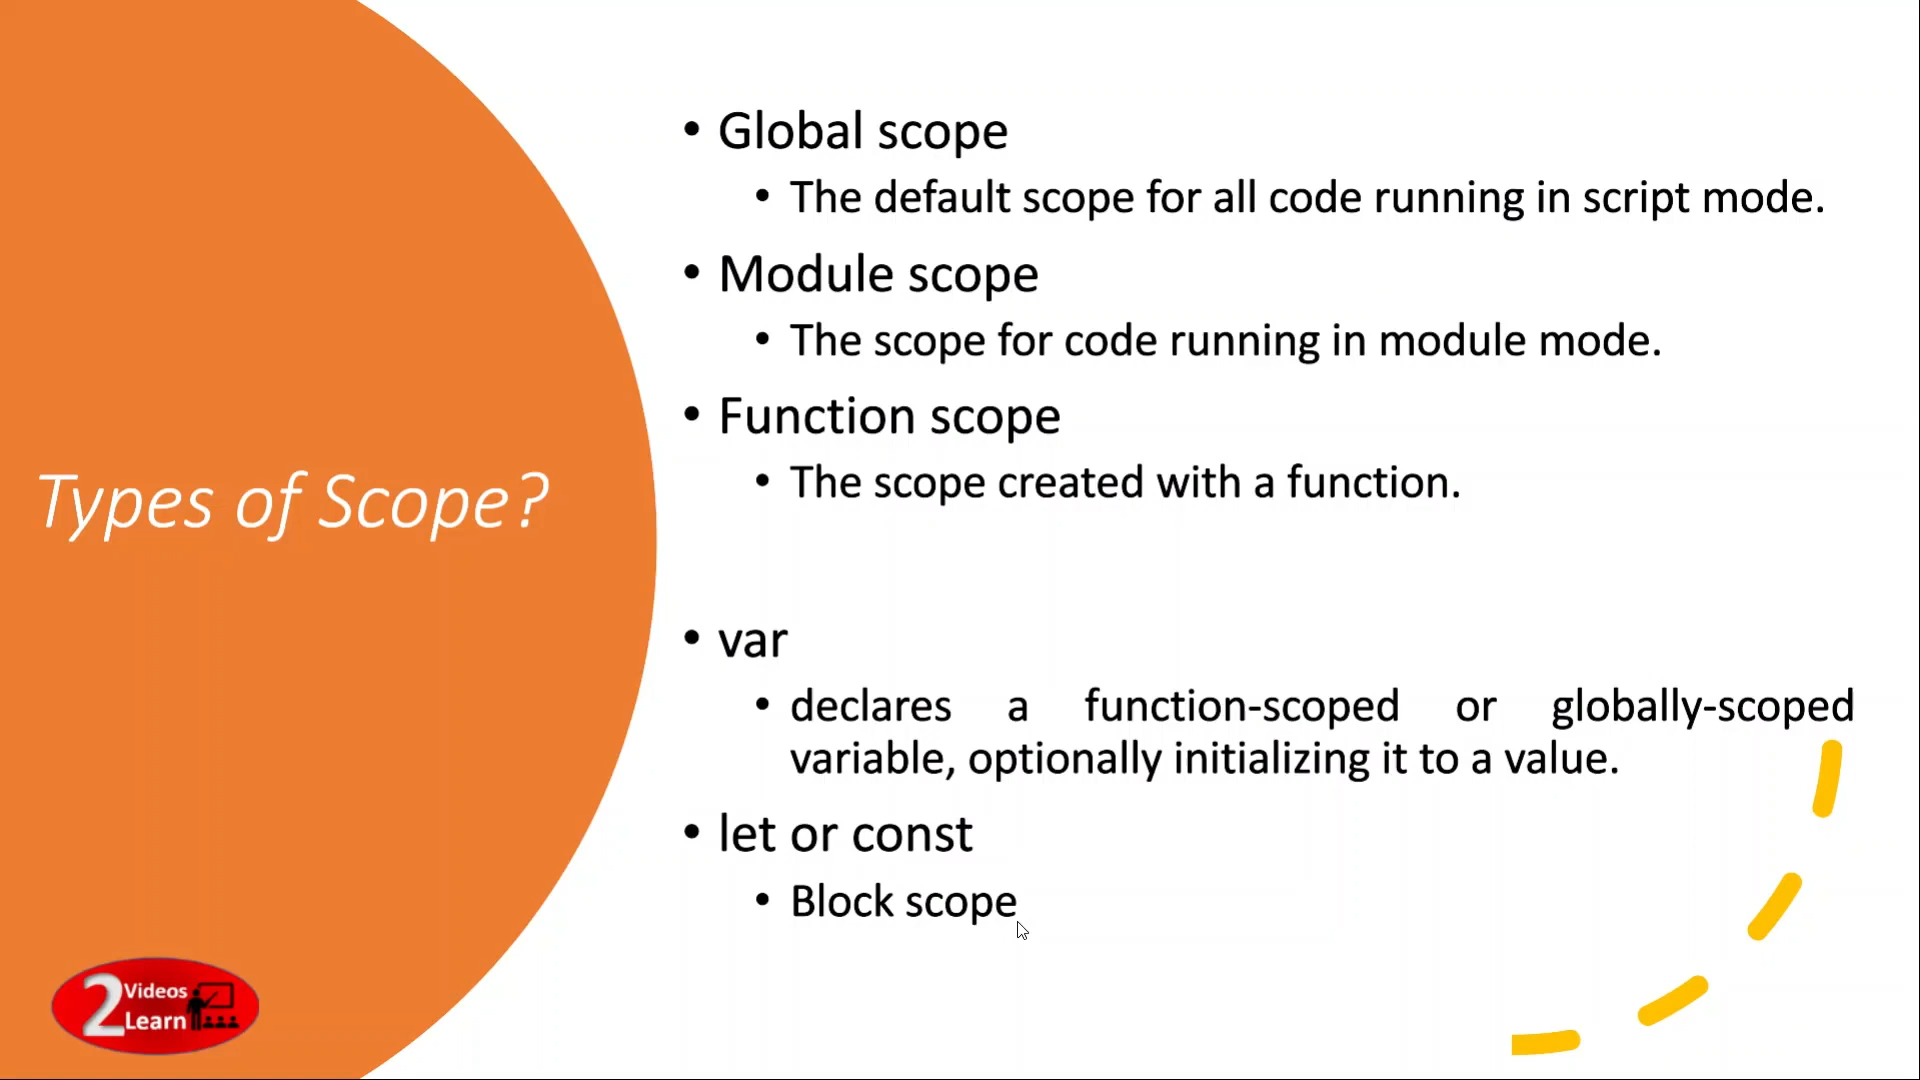 Types of Scope?
• Global scope
• The default scope for all code running in script mode.
• Module scope
• The scope for code running in module mode.
• Function scope
• The scope created with a function.
• var
• declares a function-scoped or globally-scoped
variable, optionally initializing it to a value.
• let or const
• Block scope
2 Videos
Learn